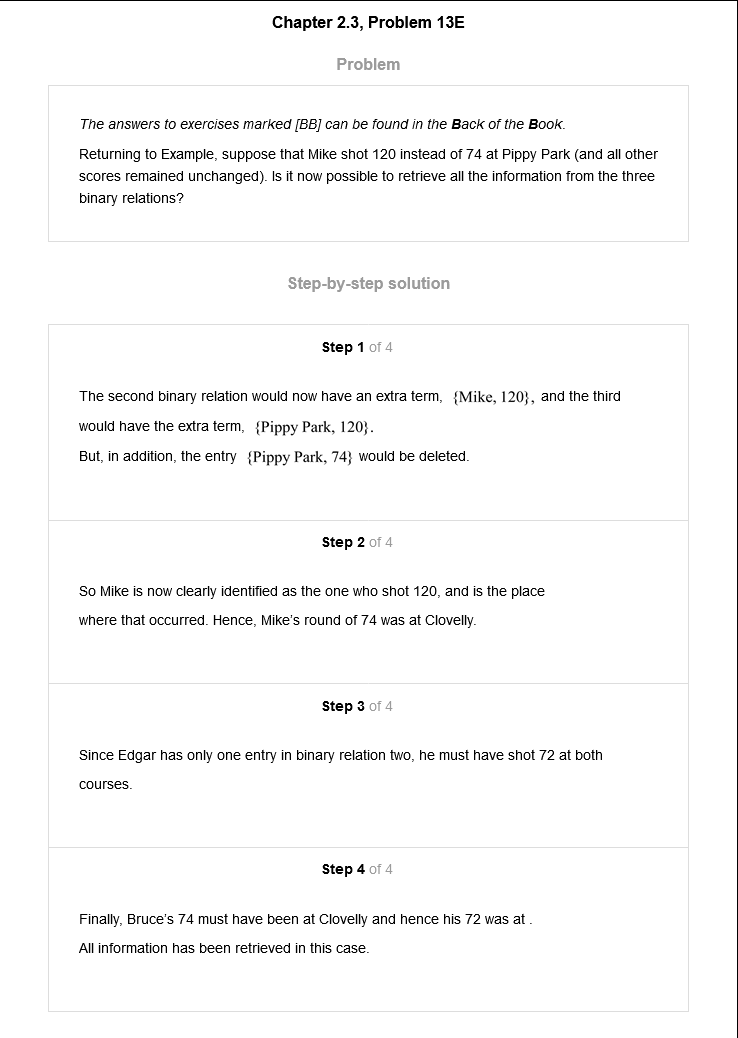 Chapter 2.3, Problem 13E
Problem
The answers to exercises marked [BB] can be found in the Back of the Book.
Returning to Example, suppose that Mike shot 120 instead of 74 at Pippy Park (and all other
scores remained unchanged). Is it now possible to retrieve all the information from the three
binary relations?
Step-by-step solution
Step 1 of 4
The second binary relation would now have an extra term, {Mike, 120}, and the third
would have the extra term, {Pippy Park, 120}.
But, in addition, the entry {Pippy Park, 74} would be deleted.
Step 2 of 4
So Mike is now clearly identified as the one who shot 120, and is the place
where that occurred. Hence, Mike's round of 74 was at Clovelly.
Step 3 of 4
Since Edgar has only one entry in binary relation two, he must have shot 72 at both
courses.
Step 4 of 4
Finally, Bruce's 74 must have been at Clovelly and hence his 72 was at .
All information has been retrieved in this case.